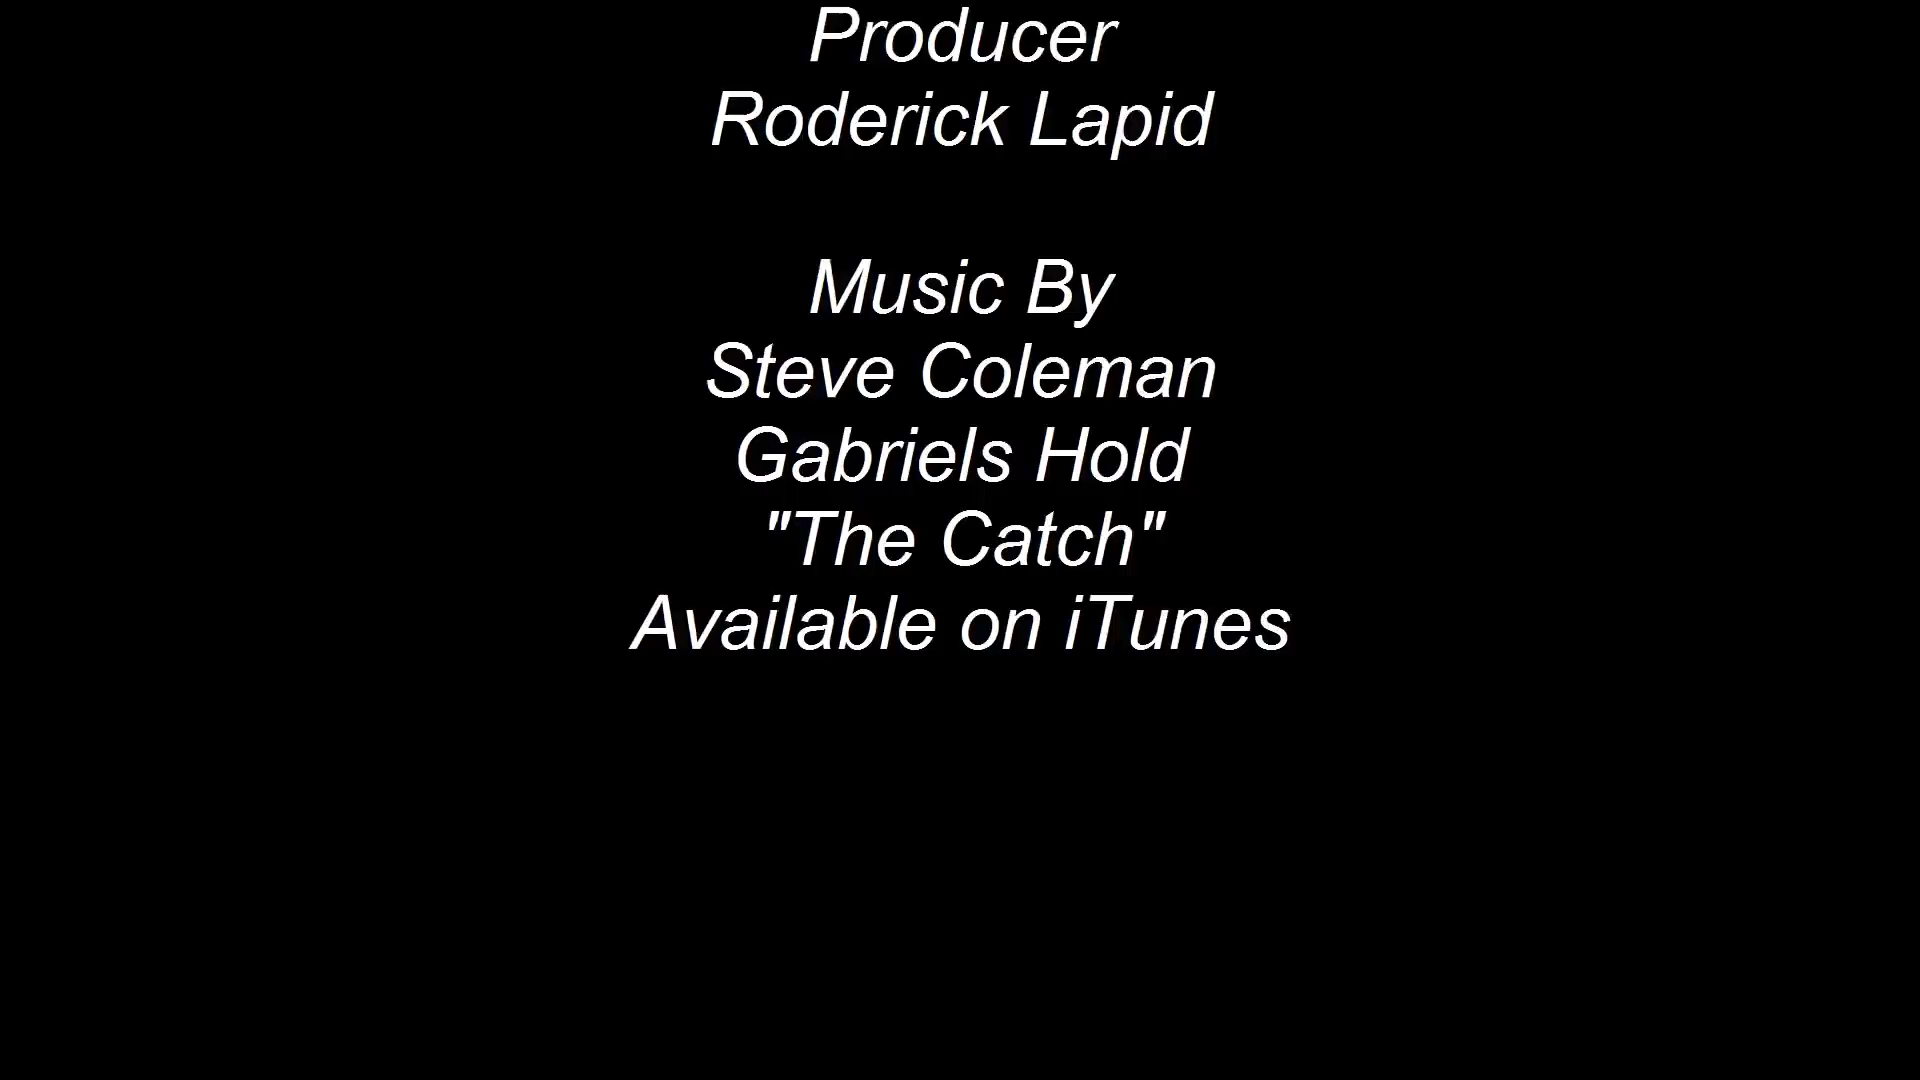 Producer
Roderick Lapid
Music By
Steve Coleman
Gabriels Hold
"The Catch"
Available on iTunes